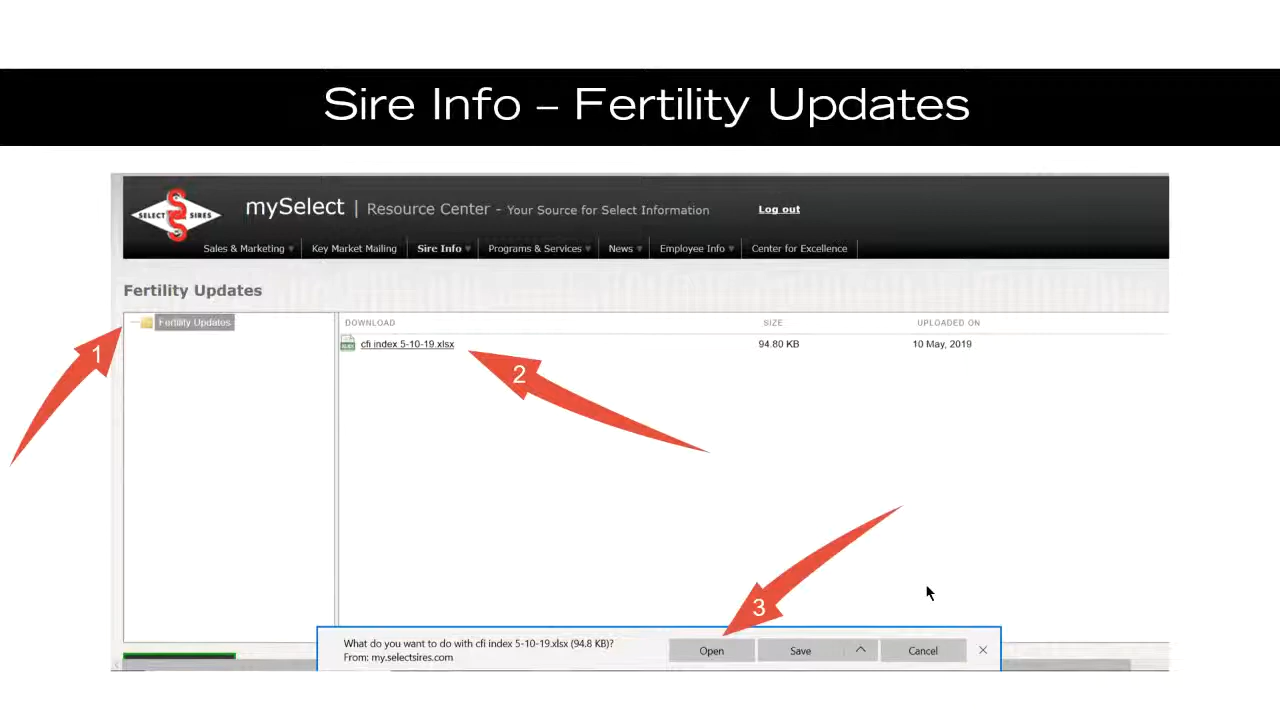 Sire Info – Fertility Updates
SELECT SIRES
mySelect | Resource Center - Your Source for Select Information
Log out
Sales & Marketing
Key Market Mailing
Sire Info
Programs & Services
News
Employee Info
Center for Excellence
Fertility Updates
Fertility Updates
DOWNLOAD
SIZE
UPLOADED ON
cfi index 5-10-19.xlsx
94.80 KB
10 May, 2019
1
2
3
What do you want to do with cfi index 5-10-19.xlsx (94.8 KB)?
From: my.selectsires.com
Open
Save
Cancel